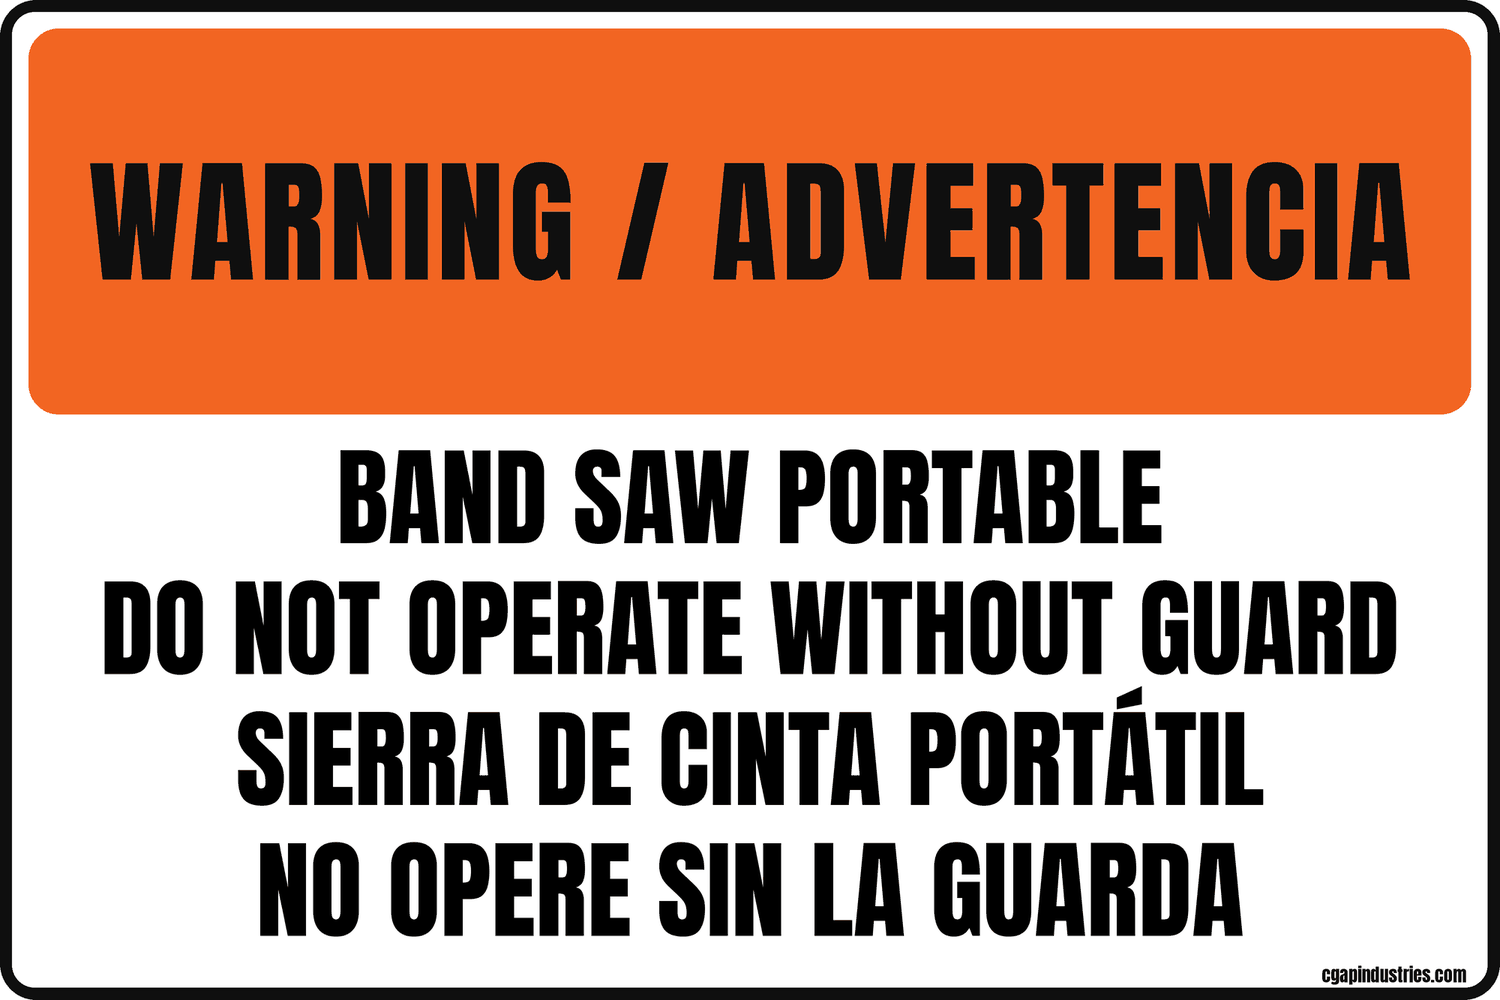 WARNING / ADVERTENCIA
BAND SAW PORTABLE
DO NOT OPERATE WITHOUT GUARD
SIERRA DE CINTA PORTÁTIL
NO OPERE SIN LA GUARDA
cgapindustries.com